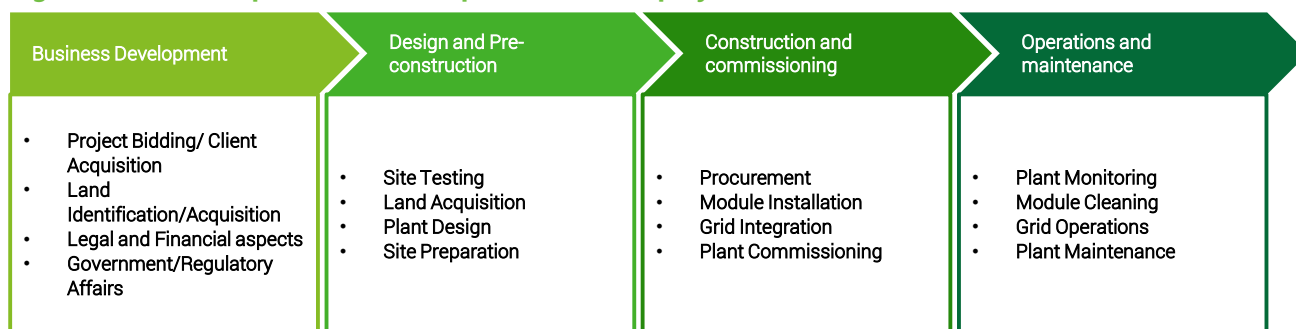 Business Development
Design and Pre-
construction
Construction and
commissioning
Operations and
maintenance
• Project Bidding/ Client
Acquisition
• Land
Identification/Acquisition
• Legal and Financial aspects
• Government/Regulatory
Affairs
• Site Testing
• Land Acquisition
• Plant Design
• Site Preparation
• Procurement
• Module Installation
• Grid Integration
• Plant Commissioning
• Plant Monitoring
• Module Cleaning
• Grid Operations
• Plant Maintenance